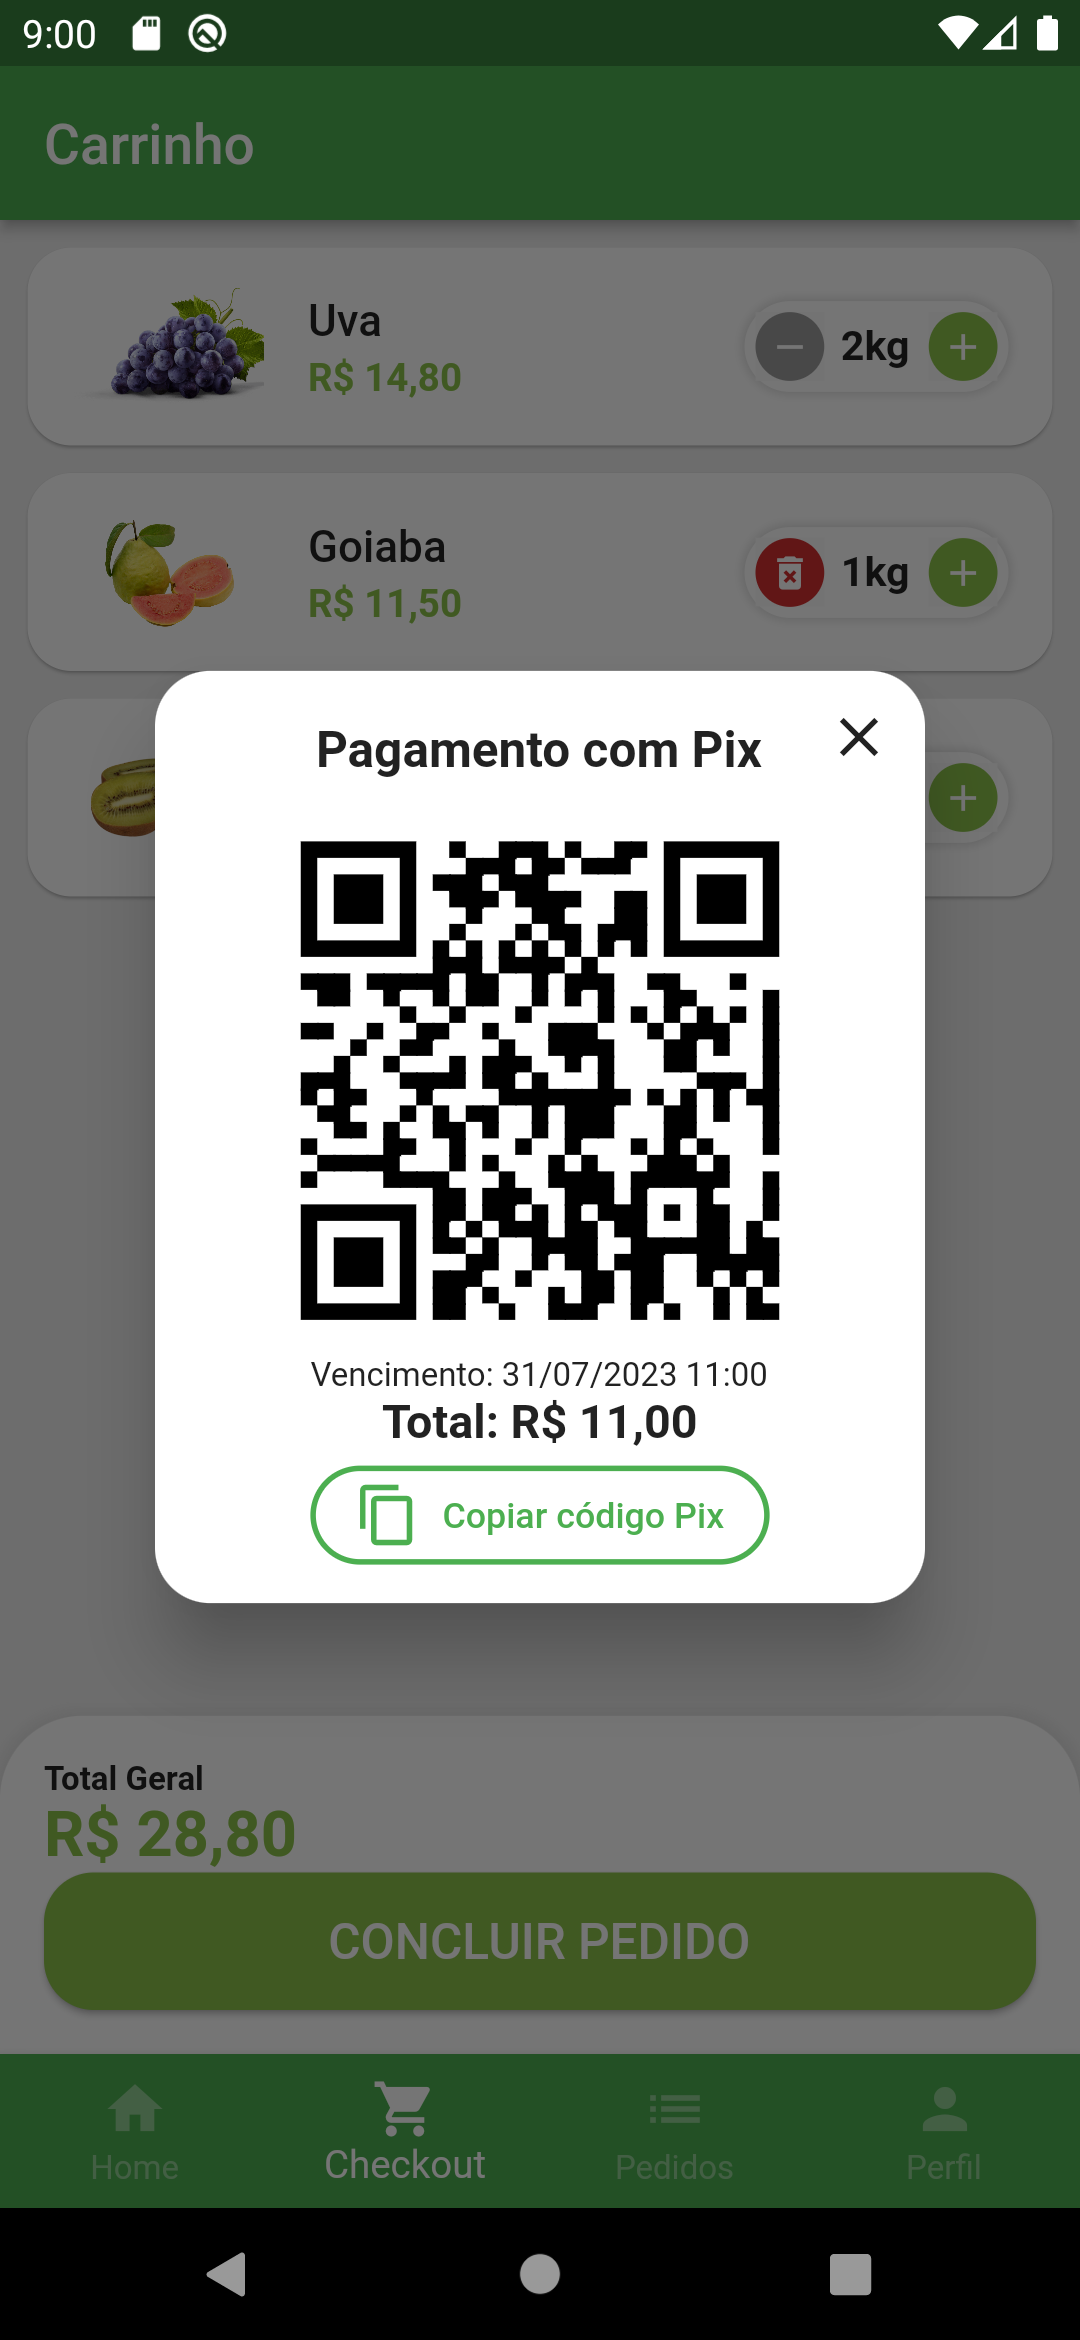 9:00
Carrinho
Uva
R$ 14,80
2kg
Goiaba
R$ 11,50
1kg
Pagamento com Pix
Vencimento: 31/07/2023 11:00
Total: R$ 11,00
Copiar código Pix
Total Geral
R$ 28,80
CONCLUIR PEDIDO
Home
Checkout
Pedidos
Perfil